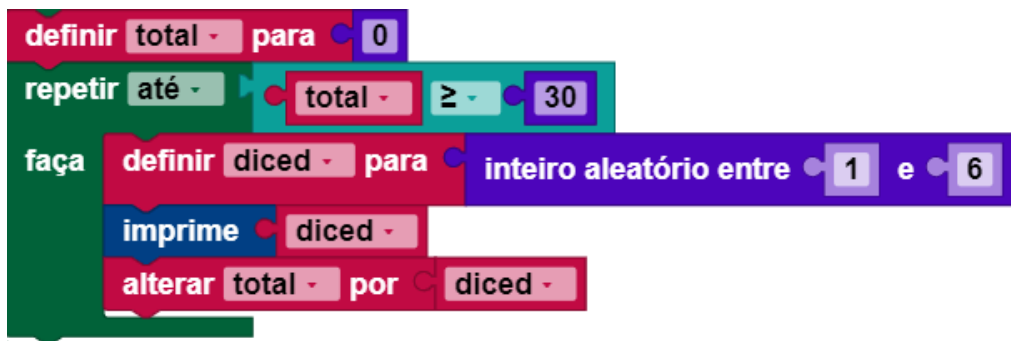 definir total para 0
repetir até total ≥ 30
faça definir diced para inteiro aleatório entre 1 e 6
imprime diced
alterar total por diced